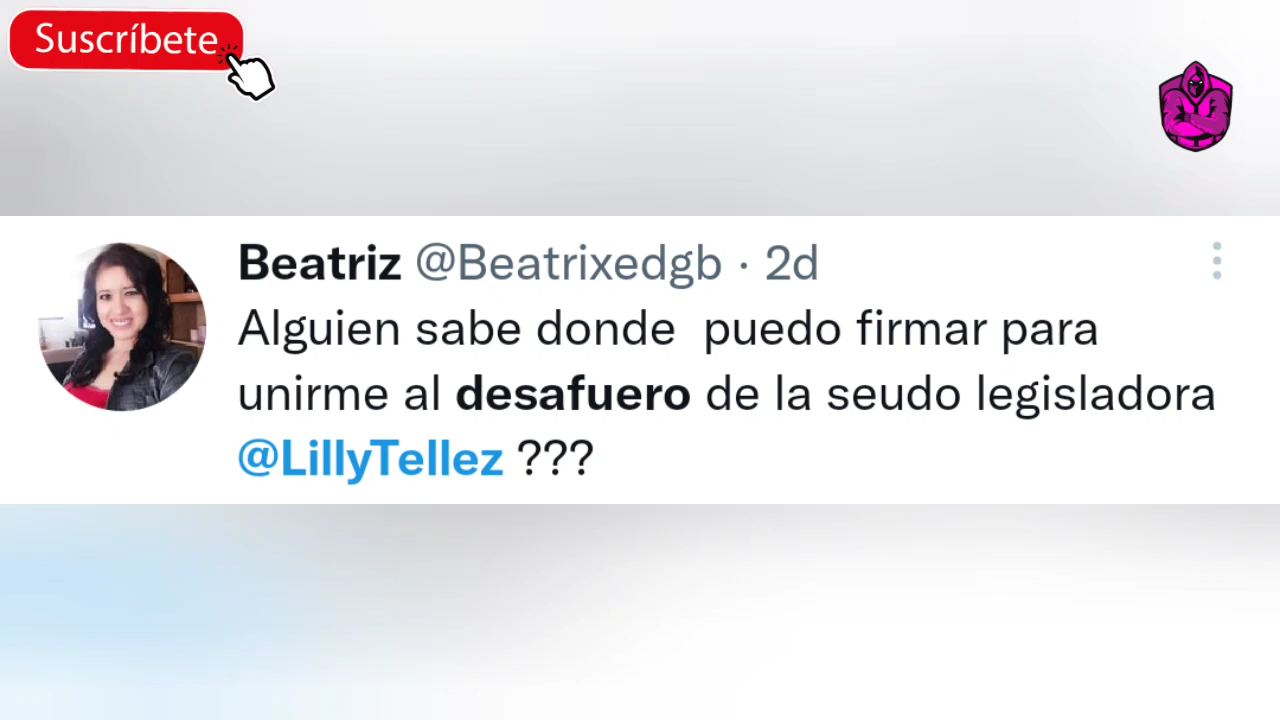 Suscríbete
Beatriz @Beatrixedgb · 2d
Alguien sabe donde  puedo firmar para
unirme al desafuero de la seudo legisladora
@LillyTellez ???